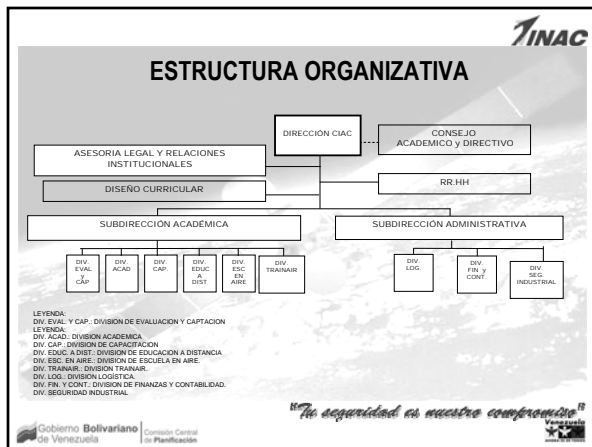 INAC
ESTRUCTURA ORGANIZATIVA
DIRECCIÓN CIAC
CONSEJO
ACADEMICO y DIRECTIVO
ASESORIA LEGAL Y RELACIONES
INSTITUCIONALES
DISEÑO CURRICULAR
RR.HH
SUBDIRECCIÓN ACADÉMICA
SUBDIRECCIÓN ADMINISTRATIVA
DIV.
EVAL
y
CAP
DIV.
ACAD
DIV.
CAP.
DIV.
EDUC
A
DIST
DIV.
ESC
EN
AIRE
DIV.
TRAINAIR
DIV.
LOG.
DIV.
FIN y
CONT.
DIV.
SEG.
INDUSTRIAL
LEYENDA:
DIV. EVAL. Y CAP.: DIVISION DE EVALUACION Y CAPTACION
LEYENDA:
DIV. ACAD.: DIVISION ACADEMICA
DIV. CAP.: DIVISION DE CAPACITACION
DIV. EDUC. A DIST.: DIVISION DE EDUCACION A DISTANCIA
DIV. ESC. EN AIRE.: DIVISION DE ESCUELA EN AIRE.
DIV. TRAINAIR.: DIVISION TRAINAIR.
DIV. LOG.: DIVISION LOGÍSTICA.
DIV. FIN. Y CONT.: DIVISION DE FINANZAS Y CONTABILIDAD.
DIV. SEGURIDAD INDUSTRIAL
"Tu seguridad es nuestro compromiso"
Gobierno Bolivariano
de Venezuela
Comisión Central
de Planificación
Venezuela